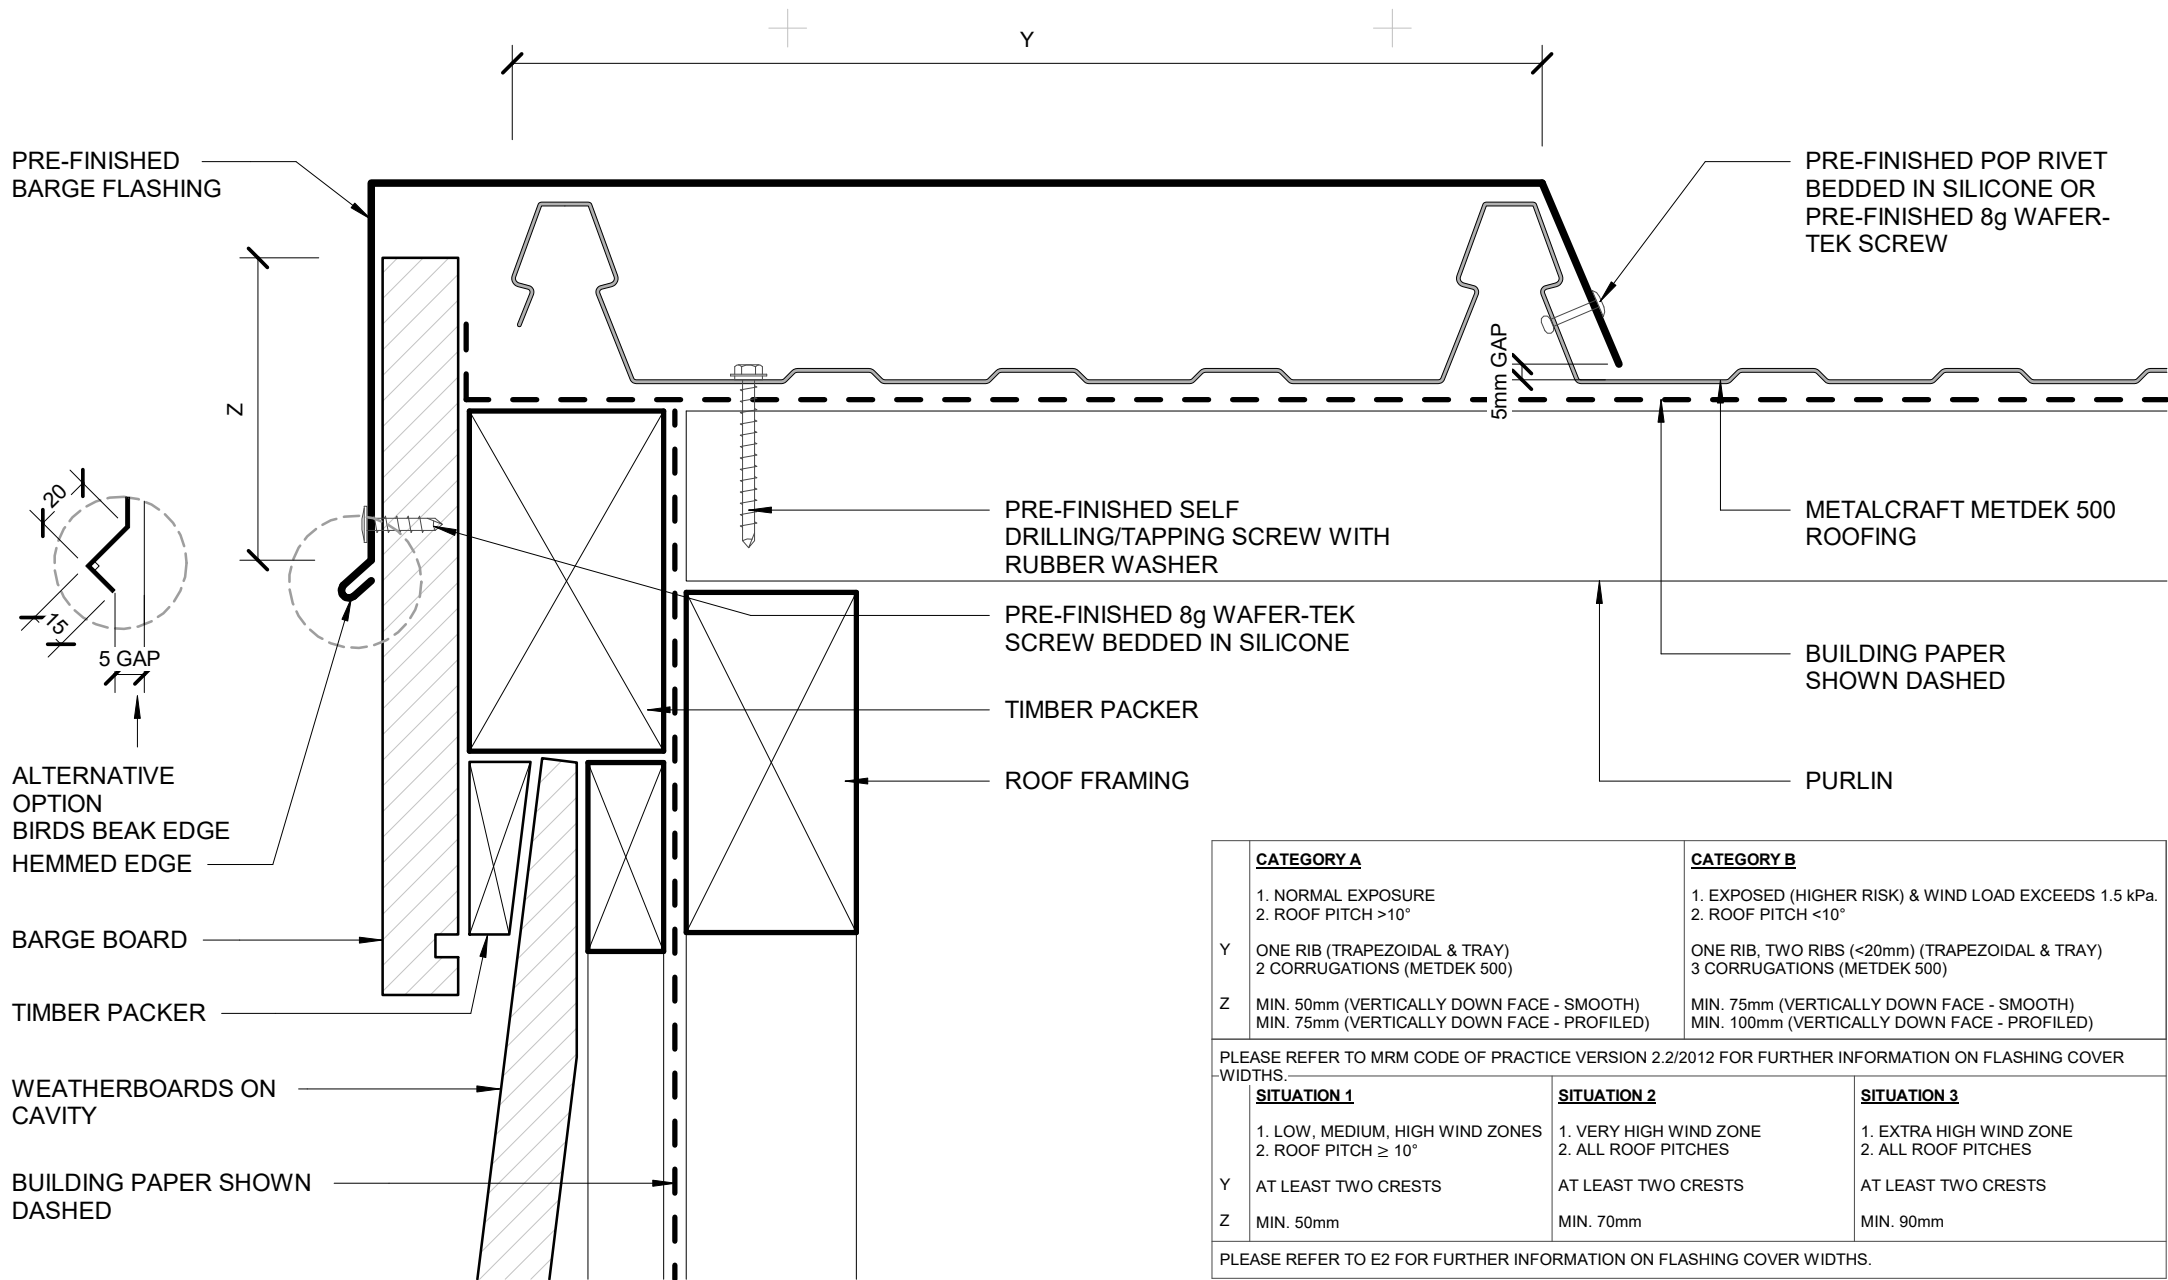 Y
PRE-FINISHED
BARGE FLASHING
PRE-FINISHED POP RIVET
BEDDED IN SILICONE OR
PRE-FINISHED 8g WAFER-
TEK SCREW
Z
5mm GAP
20
15
5 GAP
PRE-FINISHED SELF
DRILLING/TAPPING SCREW WITH
RUBBER WASHER
METALCRAFT METDEK 500
ROOFING
PRE-FINISHED 8g WAFER-TEK
SCREW BEDDED IN SILICONE
BUILDING PAPER
SHOWN DASHED
TIMBER PACKER
ROOF FRAMING
PURLIN
ALTERNATIVE
OPTION
BIRDS BEAK EDGE
HEMMED EDGE
BARGE BOARD
TIMBER PACKER
WEATHERBOARDS ON
CAVITY
BUILDING PAPER SHOWN
DASHED
CATEGORY A
1. NORMAL EXPOSURE
2. ROOF PITCH >10°
CATEGORY B
1. EXPOSED (HIGHER RISK) & WIND LOAD EXCEEDS 1.5 kPa.
2. ROOF PITCH <10°
Y
ONE RIB (TRAPEZOIDAL & TRAY)
2 CORRUGATIONS (METDEK 500)
ONE RIB, TWO RIBS (<20mm) (TRAPEZOIDAL & TRAY)
3 CORRUGATIONS (METDEK 500)
Z
MIN. 50mm (VERTICALLY DOWN FACE - SMOOTH)
MIN. 75mm (VERTICALLY DOWN FACE - PROFILED)
MIN. 75mm (VERTICALLY DOWN FACE - SMOOTH)
MIN. 100mm (VERTICALLY DOWN FACE - PROFILED)
PLEASE REFER TO MRM CODE OF PRACTICE VERSION 2.2/2012 FOR FURTHER INFORMATION ON FLASHING COVER
WIDTHS.
SITUATION 1
1. LOW, MEDIUM, HIGH WIND ZONES
2. ROOF PITCH ≥ 10°
SITUATION 2
1. VERY HIGH WIND ZONE
2. ALL ROOF PITCHES
SITUATION 3
1. EXTRA HIGH WIND ZONE
2. ALL ROOF PITCHES
Y
AT LEAST TWO CRESTS
AT LEAST TWO CRESTS
AT LEAST TWO CRESTS
Z
MIN. 50mm
MIN. 70mm
MIN. 90mm
PLEASE REFER TO E2 FOR FURTHER INFORMATION ON FLASHING COVER WIDTHS.